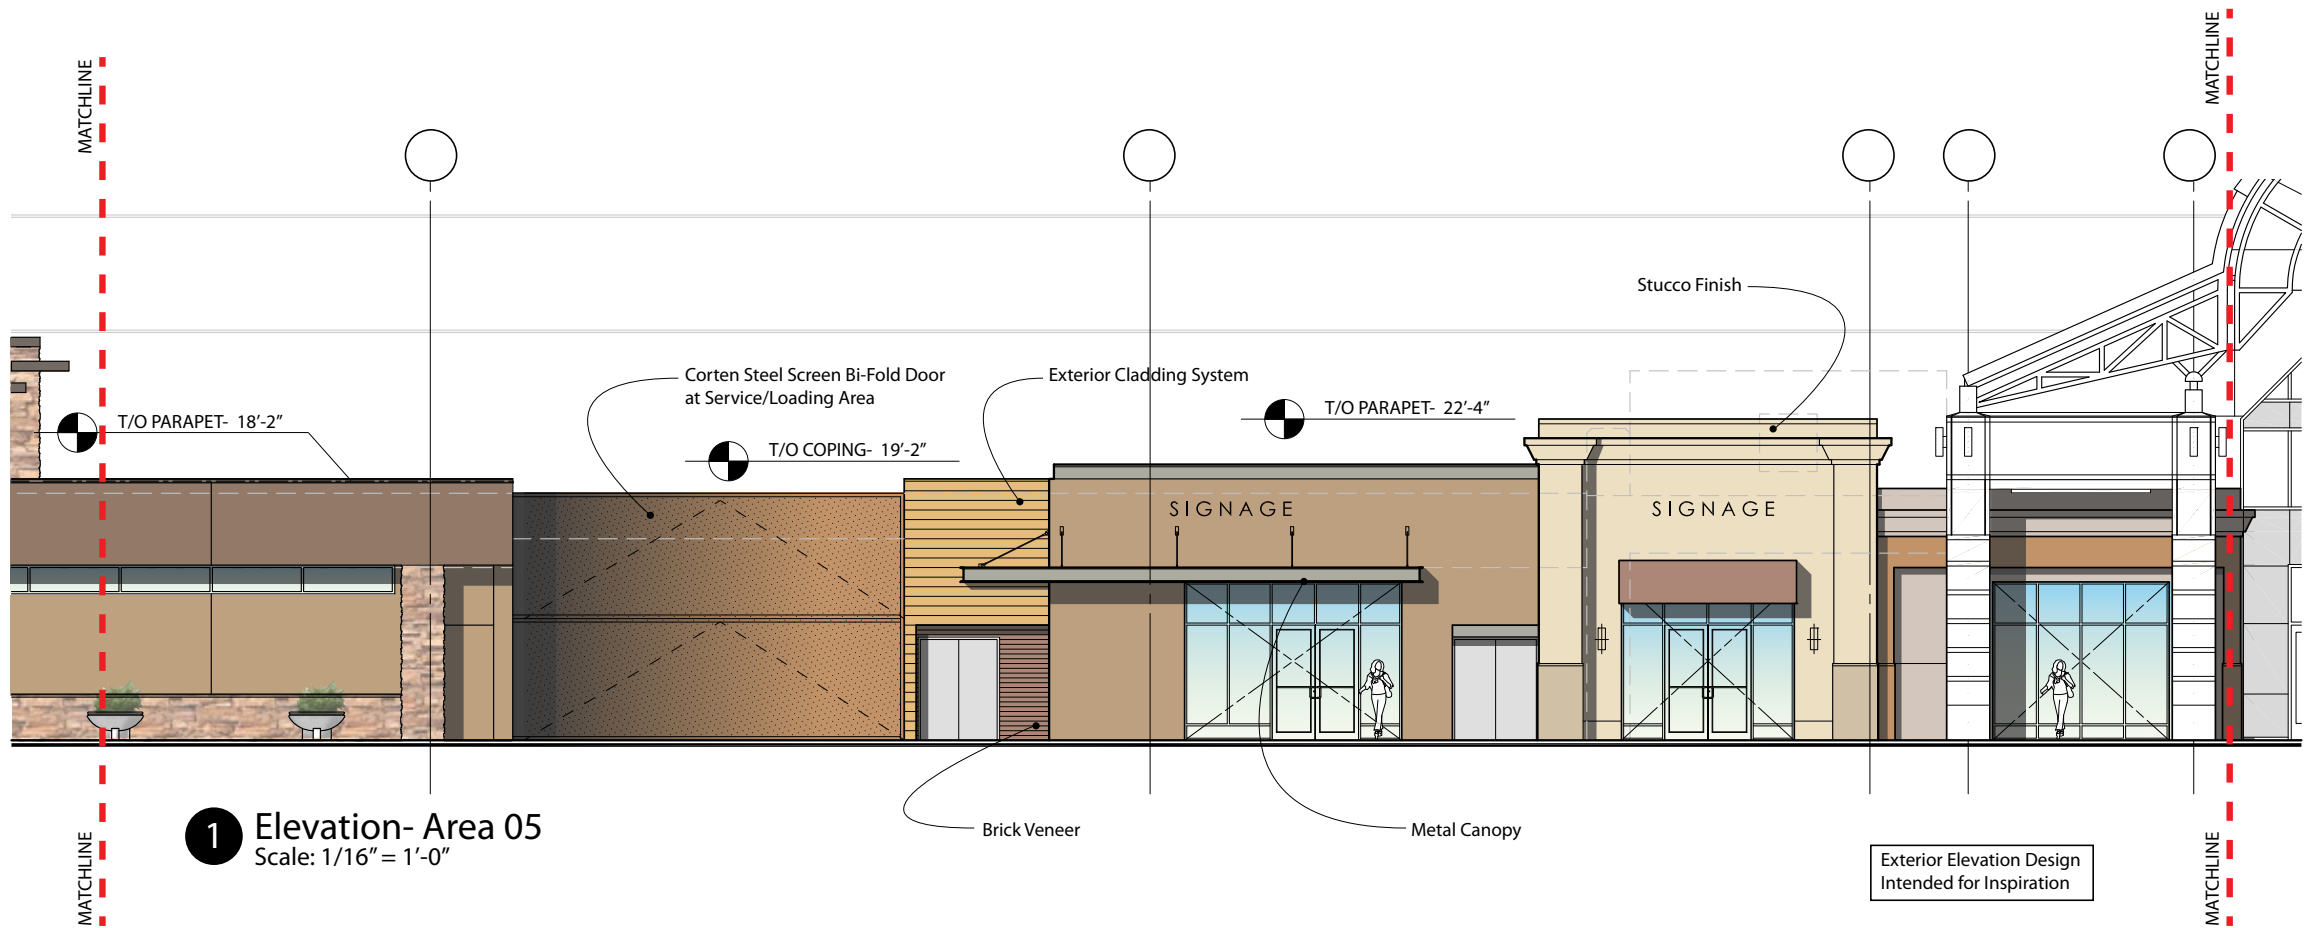 MATCHLINE
MATCHLINE
Stucco Finish
Corten Steel Screen Bi-Fold Door
at Service/Loading Area
Exterior Cladding System
T/O PARAPET- 18’-2”
T/O PARAPET- 22’-4”
T/O COPING- 19’-2”
SIGNAGE
SIGNAGE
1
Elevation- Area 05
Scale: 1/16” = 1’-0”
Brick Veneer
Metal Canopy
Exterior Elevation Design
Intended for Inspiration
MATCHLINE
MATCHLINE